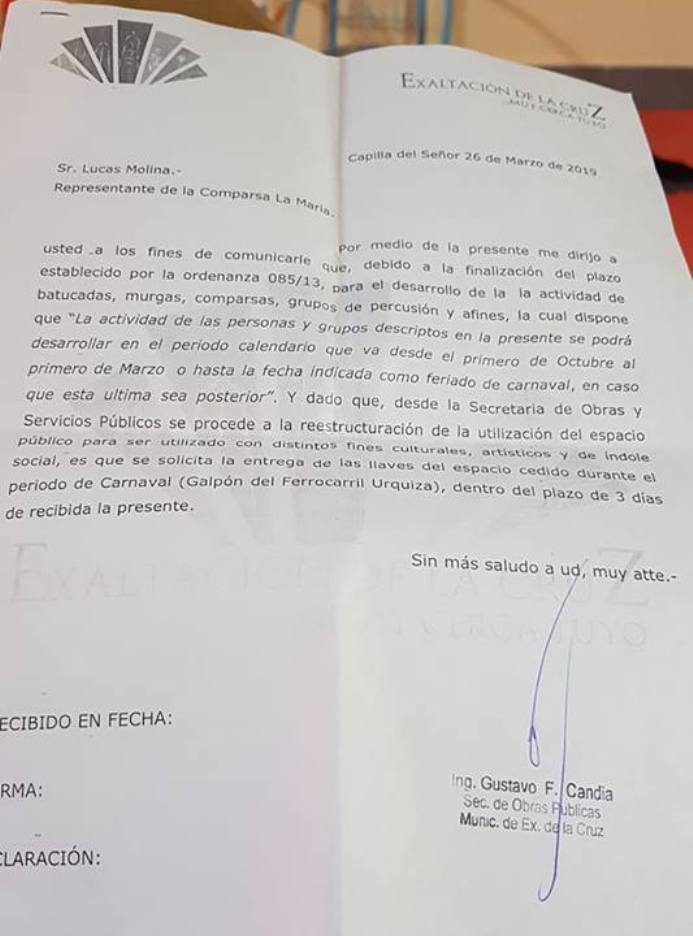 EXALTACIÓN DE LA CRUZ
...MUY CERCA TUYO
Capilla del Señor 26 de Marzo de 2019
Sr. Lucas Molina.-
Representante de la Comparsa La Maria.
Por medio de la presente me dirijo a
usted a los fines de comunicarle que, debido a la finalización del plazo
establecido por la ordenanza 085/13, para el desarrollo de la la actividad de
batucadas, murgas, comparsas, grupos de percusión y afines, la cual dispone
que "La actividad de las personas y grupos descriptos en la presente se podrá
desarrollar en el periodo calendario que va desde el primero de Octubre al
primero de Marzo o hasta la fecha indicada como feriado de carnaval, en caso
que esta ultima sea posterior". Y dado que, desde la Secretaria de Obras y
Servicios Públicos se procede a la reestructuración de la utilización del espacio
público para ser utilizado con distintos fines culturales, artísticos y de índole
social, es que se solicita la entrega de las llaves del espacio cedido durante el
periodo de Carnaval (Galpón del Ferrocarril Urquiza), dentro del plazo de 3 días
de recibida la presente.
Sin más saludo a ud, muy atte.-
EXALTACIÓN DE LA CRUZ
MUY CERCA TUYO
ECIBIDO EN FECHA:
RMA:
CLARACIÓN:
Ing. Gustavo F. Candia
Sec. de Obras Públicas
Munic. de Ex. de la Cruz